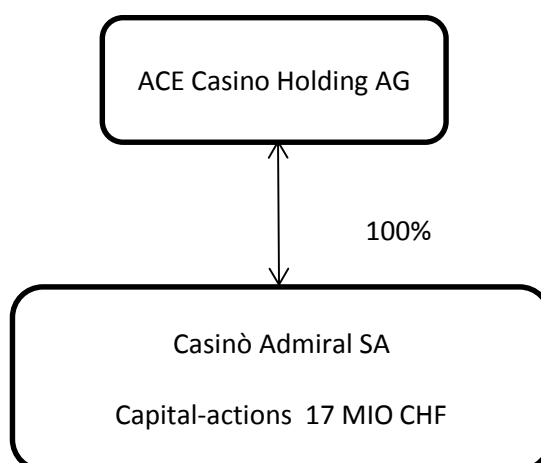 ACE Casino Holding AG
100%
Casinò Admiral SA
Capital-actions 17 MIO CHF